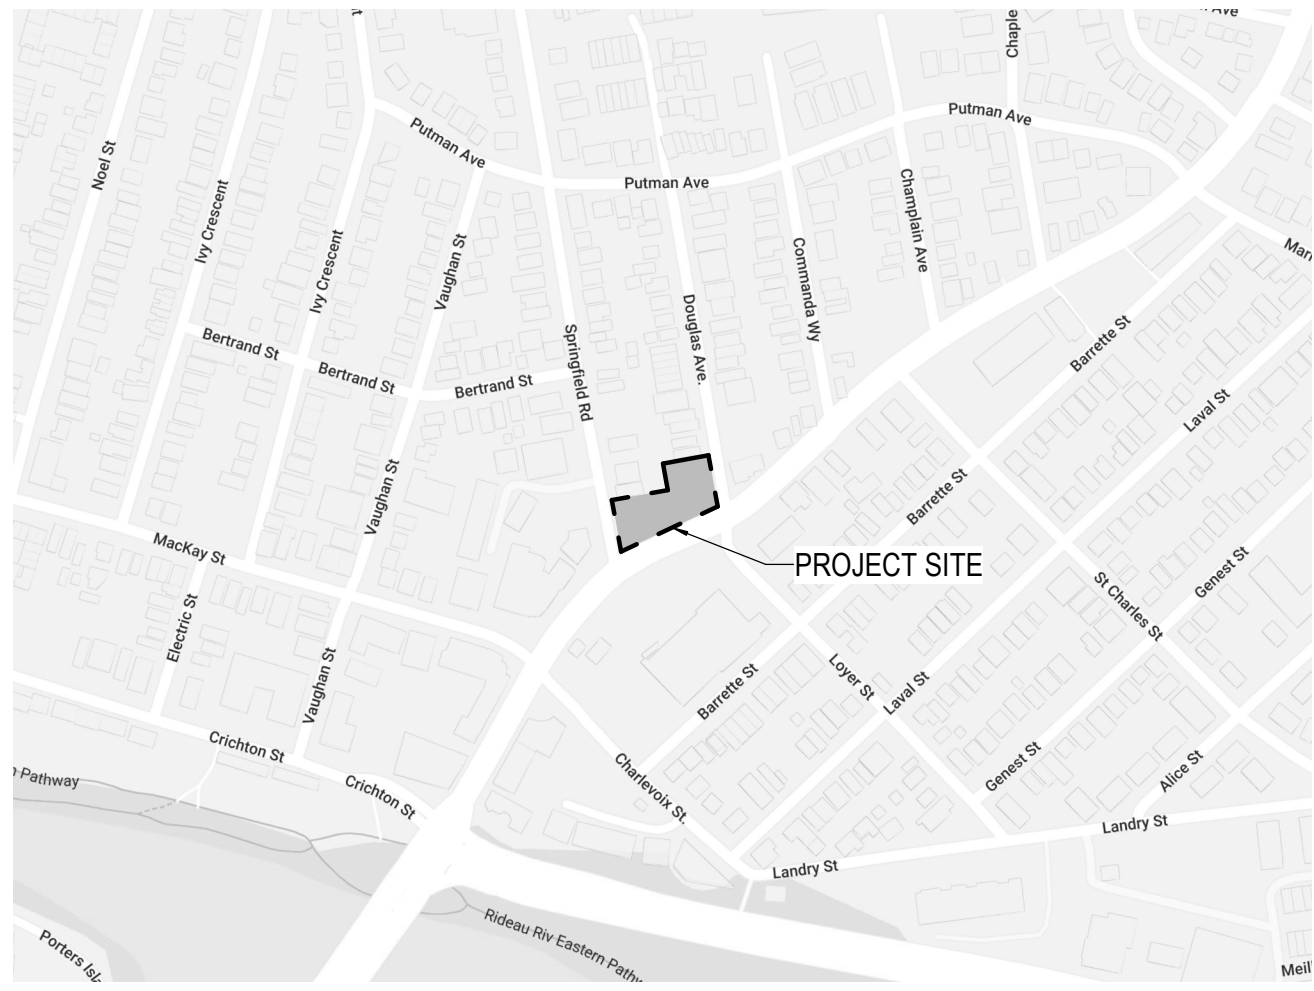 Chaple
Putman Ave
Putman Ave
Putman Ave
Noel St
Ivy Crescent
Ivy Crescent
Vaughan St
Champlain Ave
Commanda Wy
Douglas Ave.
Springfield Rd
Bertrand St
Bertrand St
Bertrand St
Barrette St
Laval St
Vaughan St
Barrette St
MacKay St
PROJECT SITE
Genest St
St Charles St
Electric St
Vaughan St
Loyer St
Laval St
Barrette St
Crichton St
Crichton St
Charlevoix St.
Genest St
Alice St
Pathway
Landry St
Landry St
Rideau Riv Eastern Pathw
Porters Isla
Meill